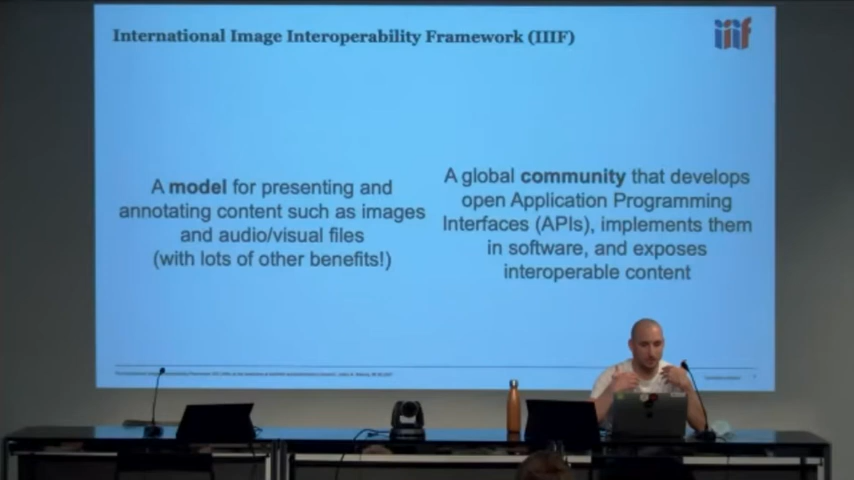 International Image Interoperability Framework (IIIF)
iiif
A model for presenting and
annotating content such as images
and audio/visual files
(with lots of other benefits!)
A global community that develops
open Application Programming
Interfaces (APIs), implements them
in software, and exposes
interoperable content